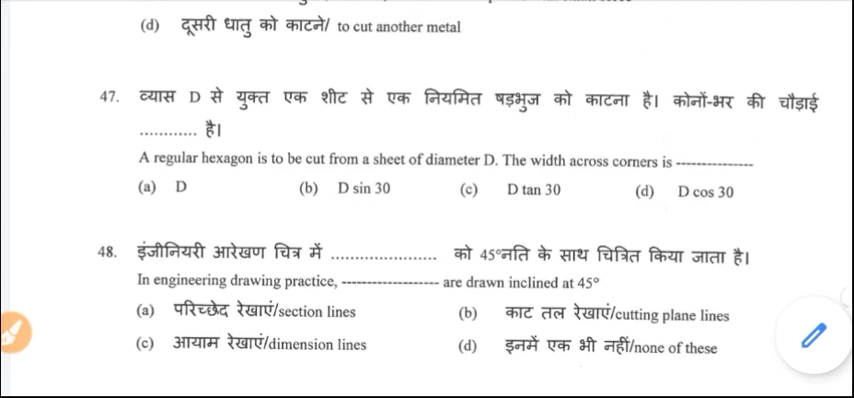 (d) दूसरी धातु को काटने/ to cut another metal
47. व्यास D से युक्त एक शीट से एक नियमित षड़भुज को काटना है। कोनों-भर की चौड़ाई
............ है।
A regular hexagon is to be cut from a sheet of diameter D. The width across corners is ---------------
(a) D (b) D sin 30 (c) D tan 30 (d) D cos 30
48. इंजीनियरी आरेखण चित्र में ...................... को 45°नति के साथ चित्रित किया जाता है।
In engineering drawing practice, ------------------- are drawn inclined at 45°
(a) परिच्छेद रेखाएं/section lines (b) काट तल रेखाएं/cutting plane lines
(c) आयाम रेखाएं/dimension lines (d) इनमें एक भी नहीं/none of these